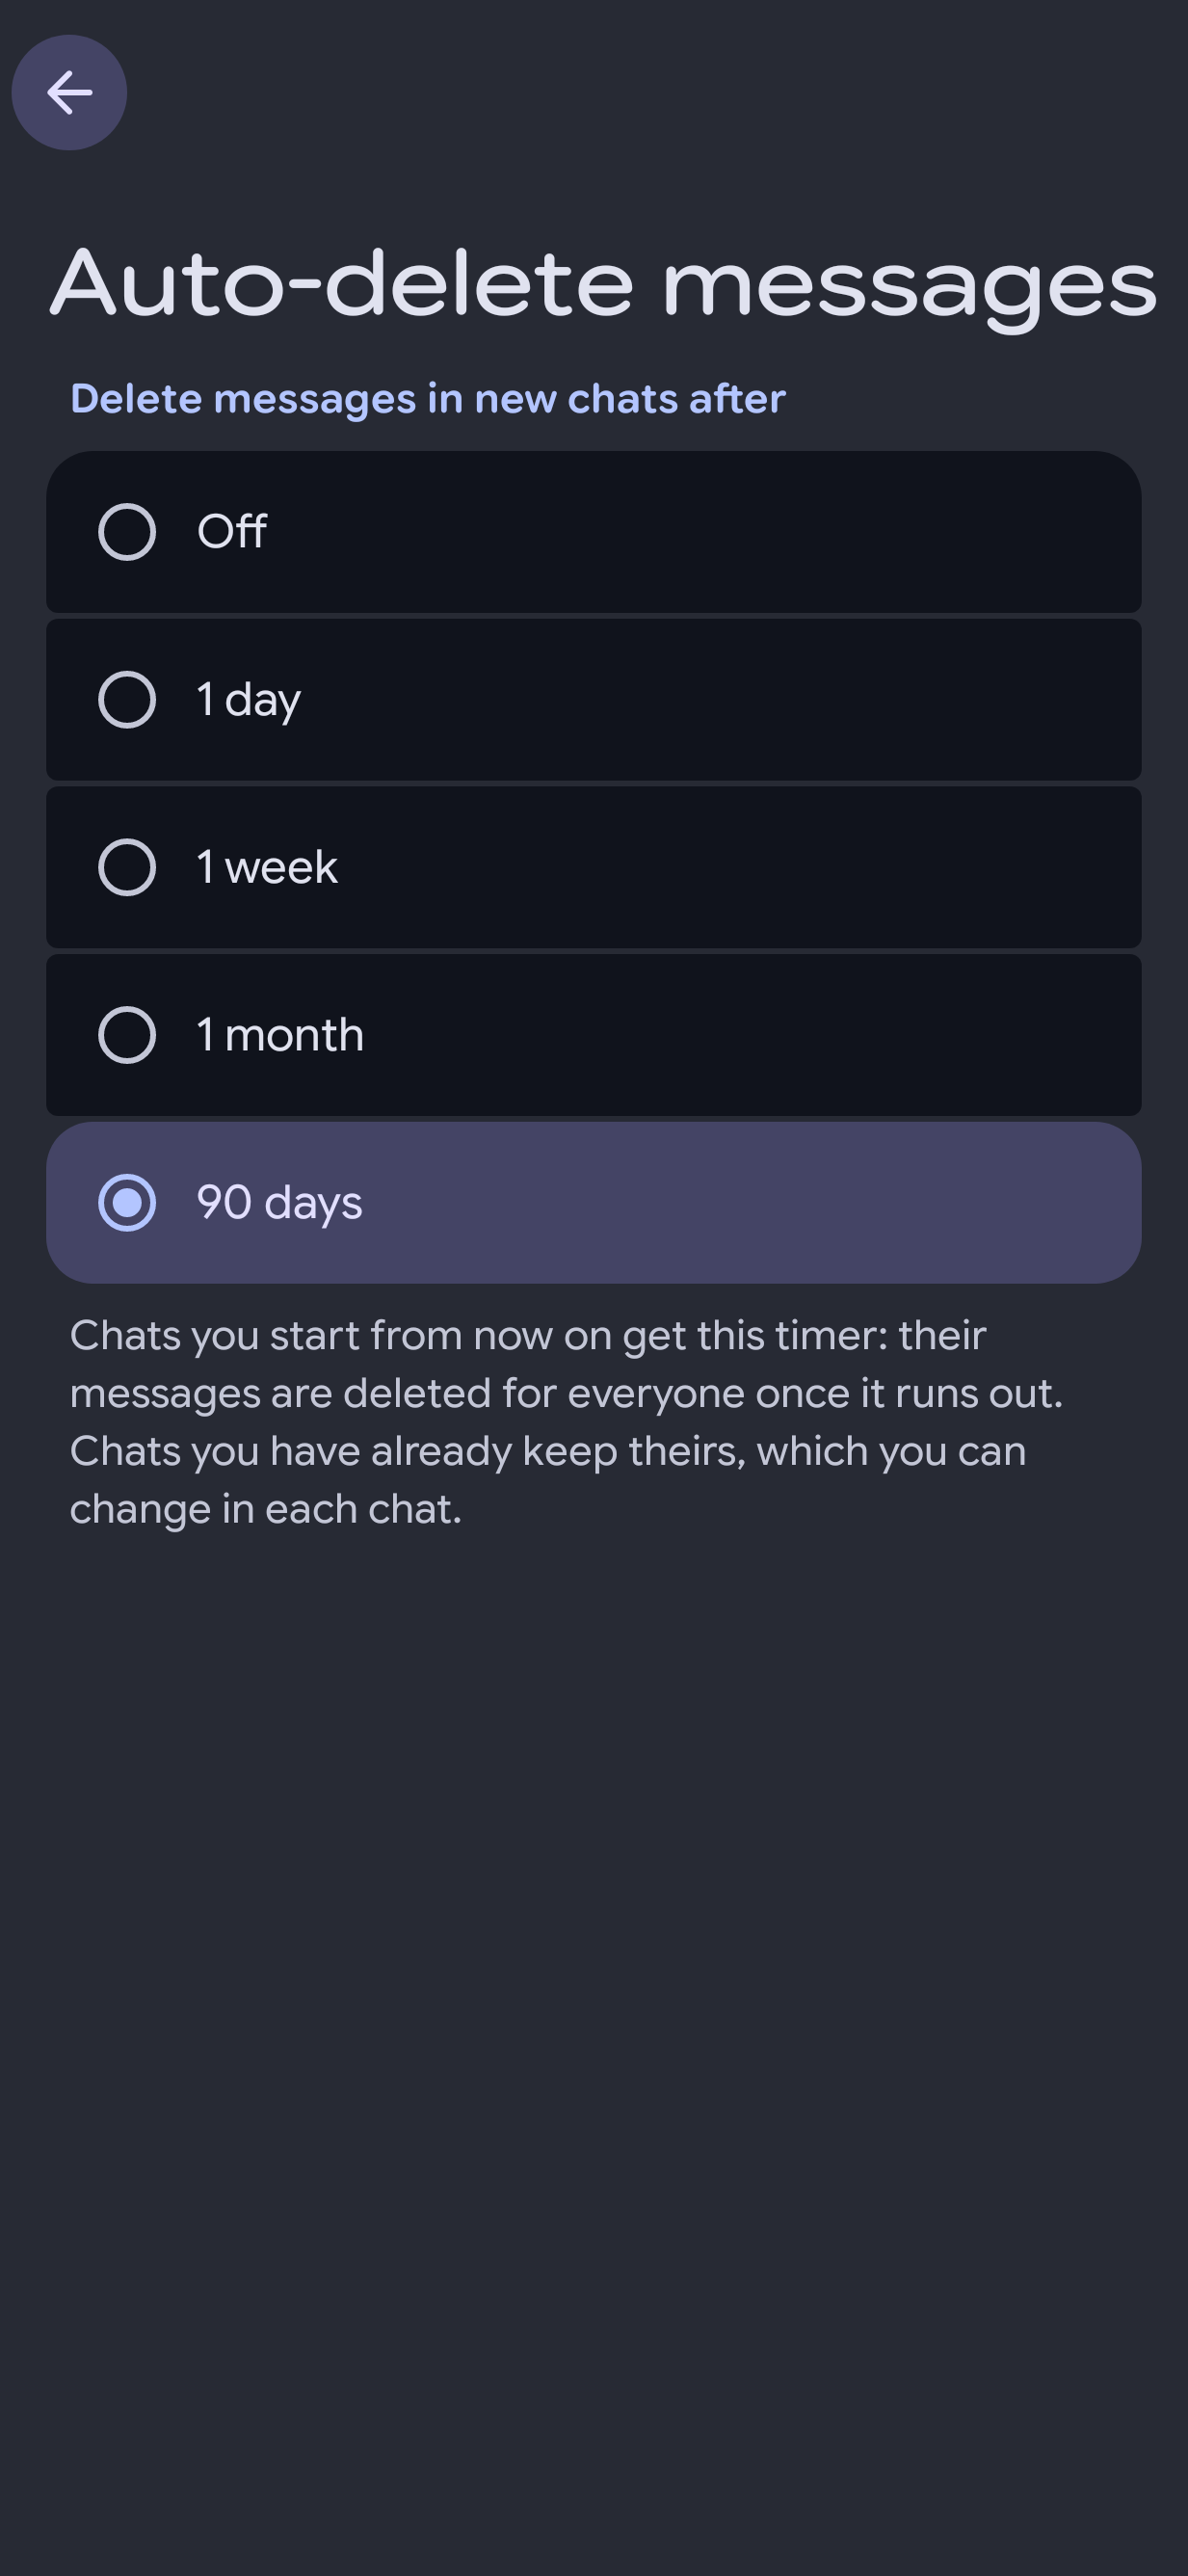 Auto-delete messages
Delete messages in new chats after
Off
1 day
1 week
1 month
90 days
Chats you start from now on get this timer: their
messages are deleted for everyone once it runs out.
Chats you have already keep theirs, which you can
change in each chat.